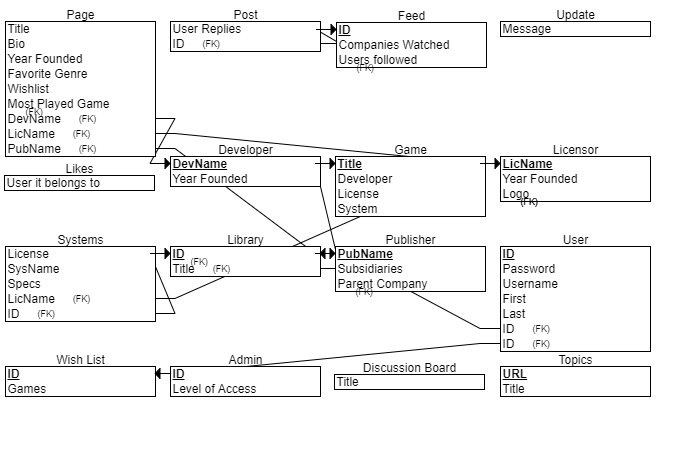 Page
Title
Bio
Year Founded
Favorite Genre
Wishlist
Most Played Game
(FK)
DevName (FK)
LicName (FK)
PubName (FK)
Post
User Replies
ID (FK)
Feed
ID
Companies Watched
Users followed
(FK)
Update
Message
Likes
User it belongs to
Developer
DevName
Year Founded
Game
Title
Developer
License
System
Licensor
LicName
Year Founded
Logo
(FK)
Systems
License
SysName
Specs
LicName (FK)
ID (FK)
Library
ID (FK)
Title (FK)
Publisher
PubName
Subsidiaries
Parent Company
(FK)
User
ID
Password
Username
First
Last
ID (FK)
ID (FK)
Wish List
ID
Games
Admin
ID
Level of Access
Discussion Board
Title
Topics
URL
Title